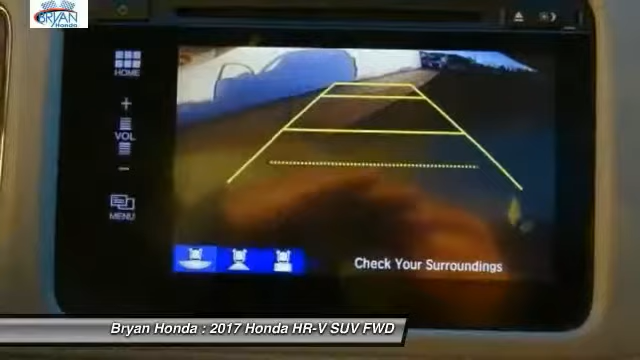 BRYAN
Honda
HOME
+
VOL
-
MENU
Check Your Surroundings
Bryan Honda : 2017 Honda HR-V SUV FWD